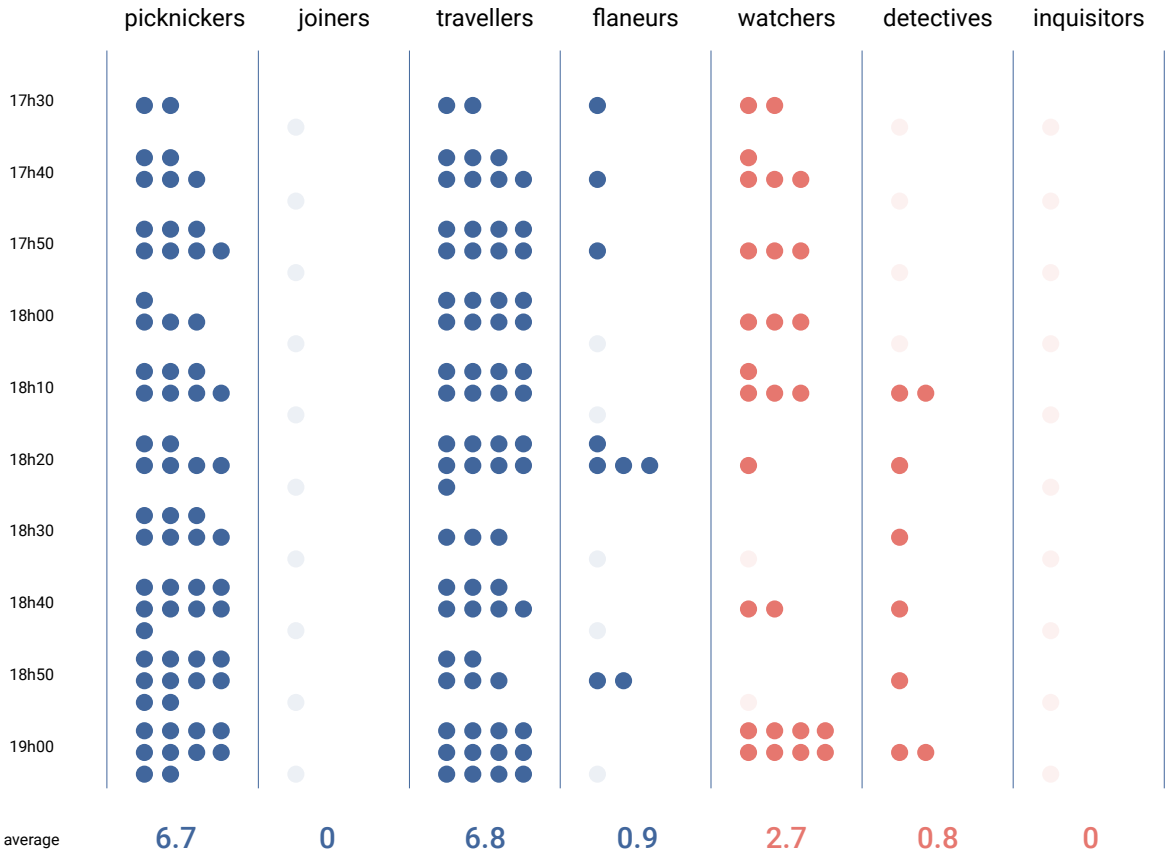 picknickers joiners travellers flaneurs watchers detectives inquisitors
17h30
17h40
17h50
18h00
18h10
18h20
18h30
18h40
18h50
19h00
average 6.7 0 6.8 0.9 2.7 0.8 0